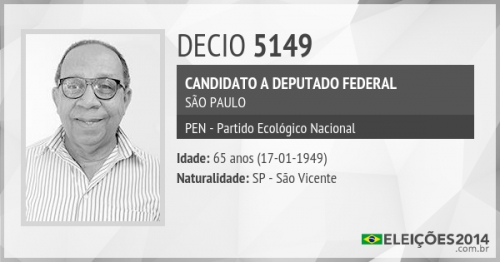 DECIO 5149
CANDIDATO A DEPUTADO FEDERAL
SÃO PAULO
PEN - Partido Ecológico Nacional
Idade: 65 anos (17-01-1949)
Naturalidade: SP - São Vicente
ELEIÇÕES2014
.com.br